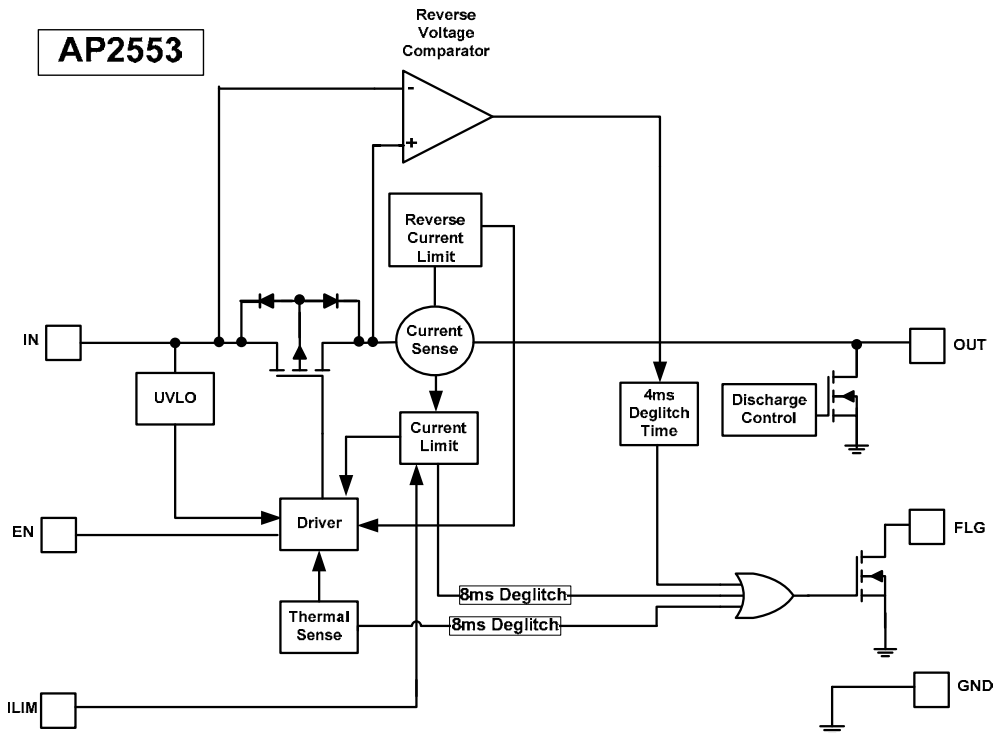 AP2553
Reverse
Voltage
Comparator
-
+
Reverse
Current
Limit
IN
Current
Sense
OUT
UVLO
4ms
Deglitch
Time
Discharge
Control
Current
Limit
Driver
EN
FLG
8ms Deglitch
Thermal
Sense
8ms Deglitch
GND
ILIM